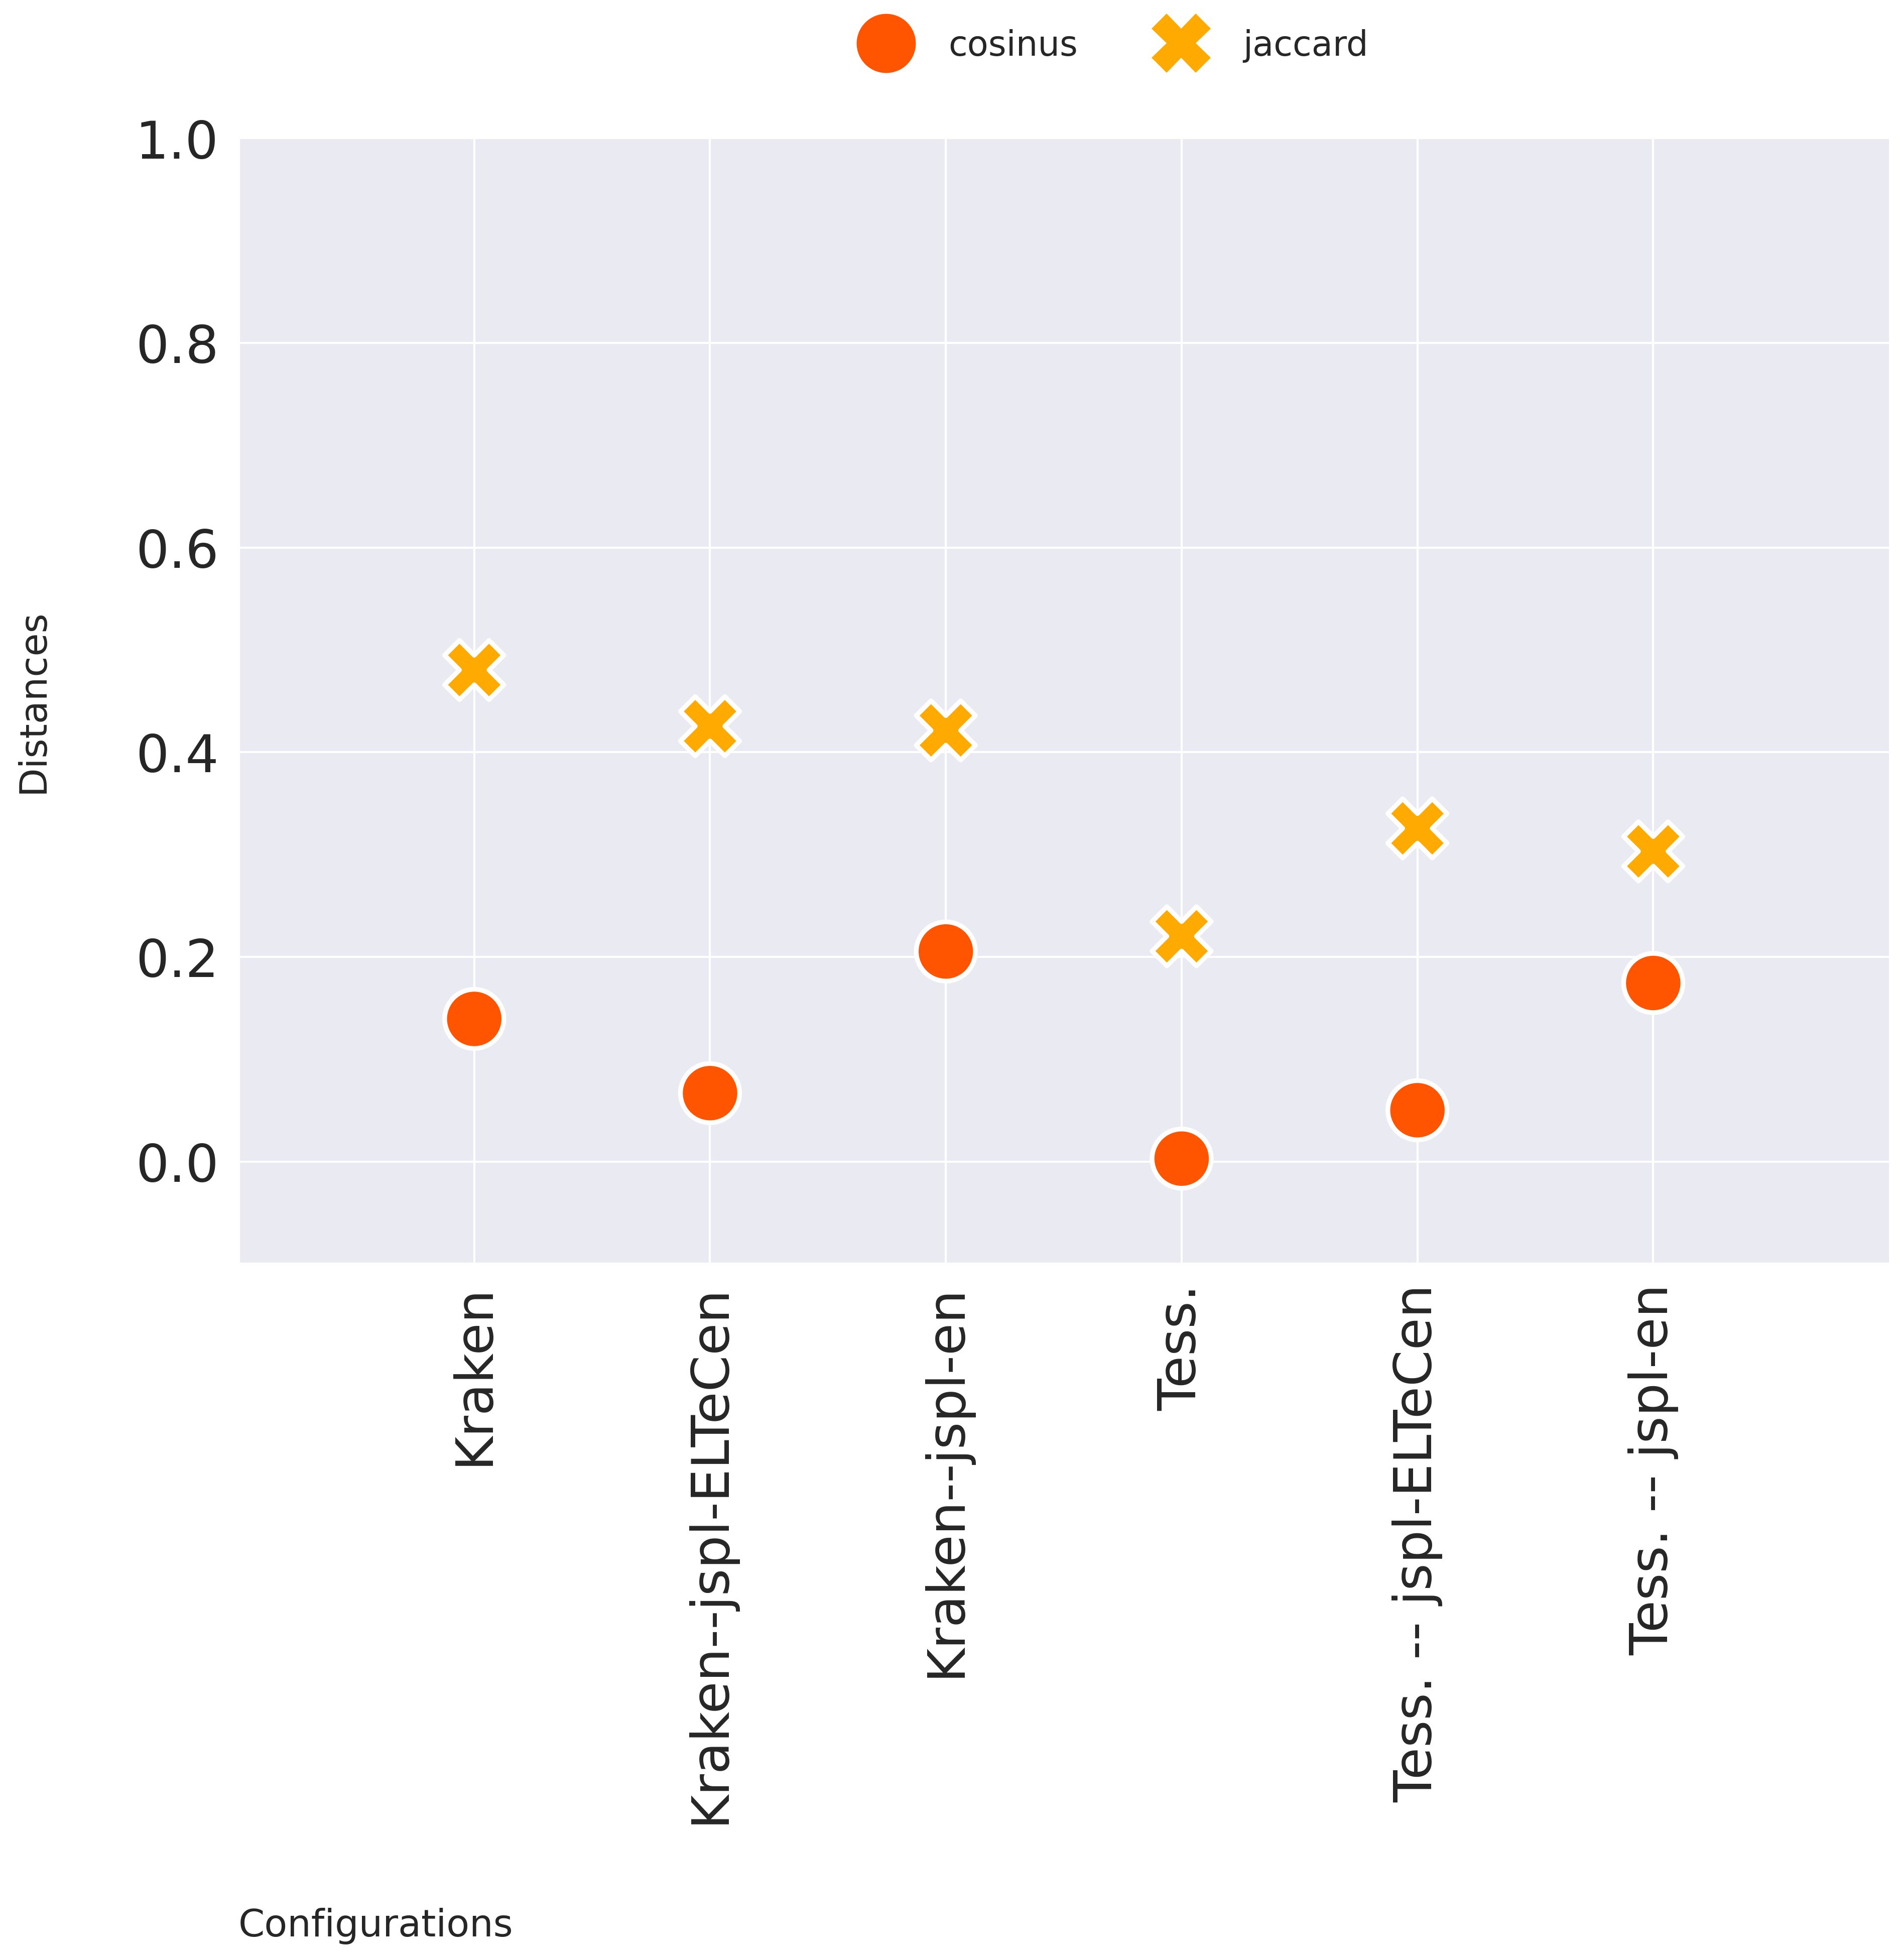 cosinus jaccard
1.0
0.8
0.6
0.4
0.2
0.0
Distances
Kraken
Kraken--jspl-ELTeCen
Kraken--jspl-en
Tess.
Tess. -- jspl-ELTeCen
Tess. -- jspl-en
Configurations